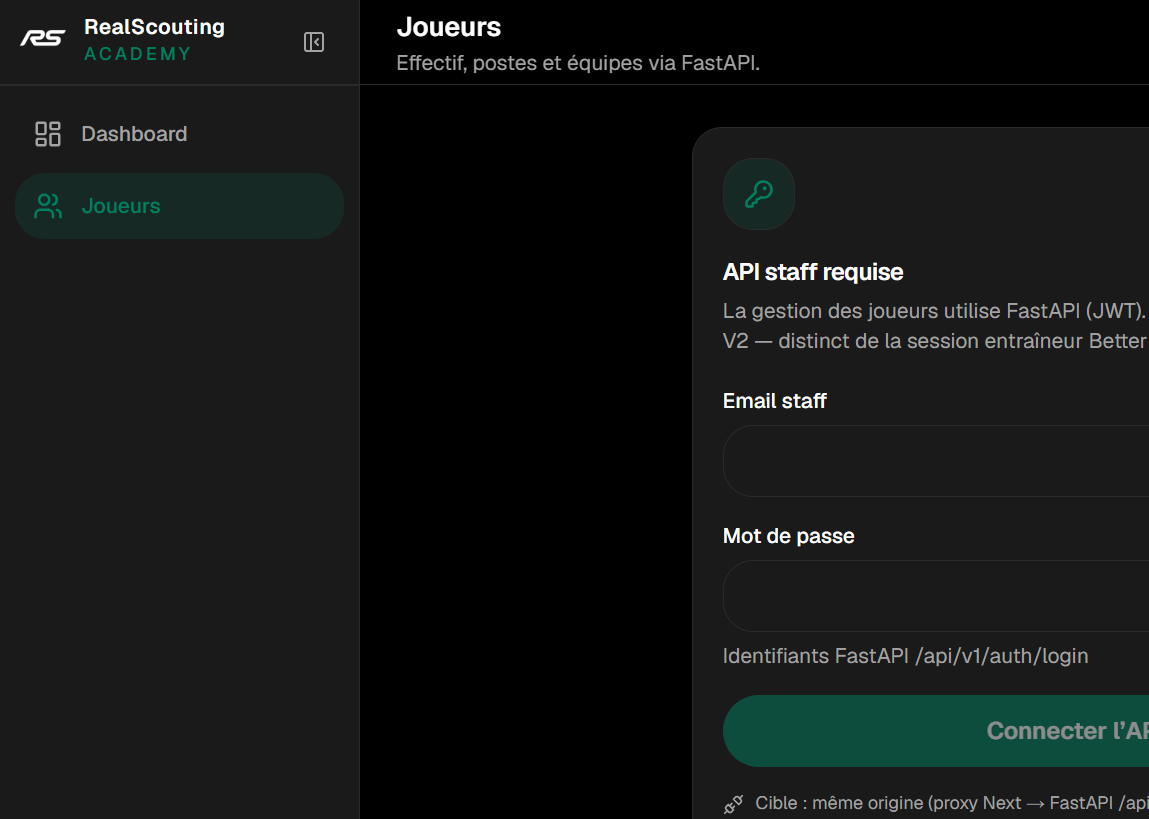 RS
RealScouting
ACADEMY
Dashboard
Joueurs
Joueurs
Effectif, postes et équipes via FastAPI.
API staff requise
La gestion des joueurs utilise FastAPI (JWT).
V2 — distinct de la session entraîneur Better
Email staff
Mot de passe
Identifiants FastAPI /api/v1/auth/login
Connecter l’AP
Cible : même origine (proxy Next → FastAPI /api